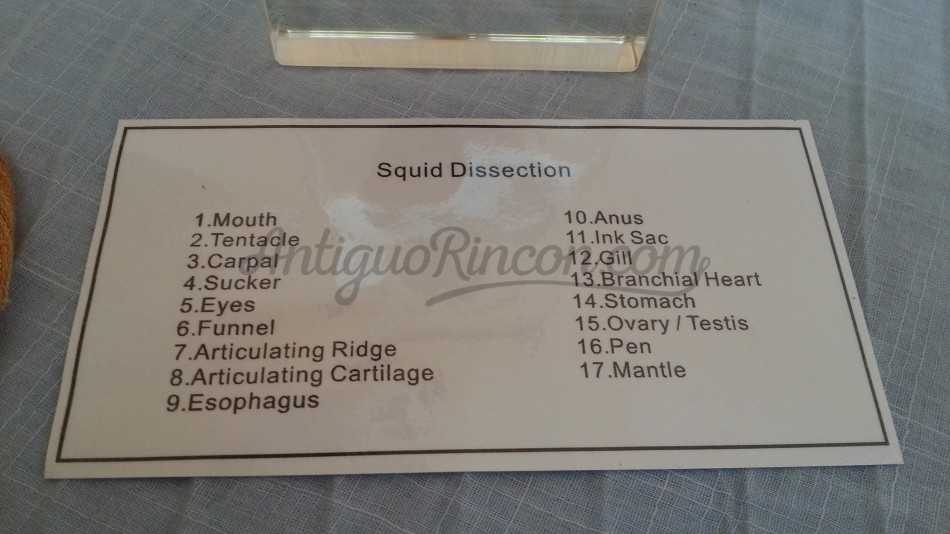 Squid Dissection
1.Mouth
2.Tentacle
3.Carpal
4.Sucker
5.Eyes
6.Funnel
7.Articulating Ridge
8.Articulating Cartilage
9.Esophagus
10.Anus
11.Ink Sac
12.Gill
13.Branchial Heart
14.Stomach
15.Ovary / Testis
16.Pen
17.Mantle
AntiguoRincon.com